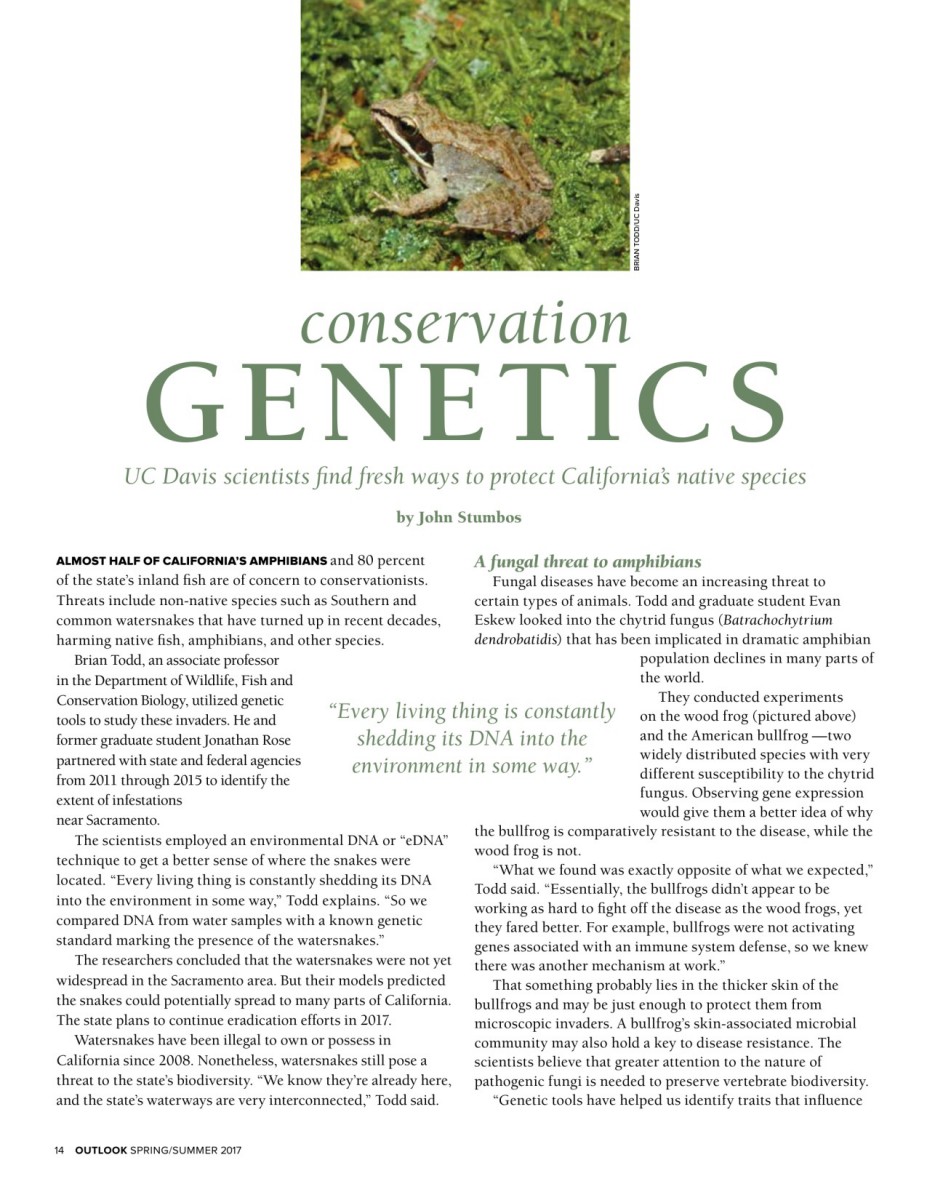 BRIAN TODD/UC Davis
conservation
GENETICS
UC Davis scientists find fresh ways to protect California's native species
by John Stumbos
ALMOST HALF OF CALIFORNIA'S AMPHIBIANS and 80 percent
of the state's inland fish are of concern to conservationists.
Threats include non-native species such as Southern and
common watersnakes that have turned up in recent decades,
harming native fish, amphibians, and other species.
Brian Todd, an associate professor
in the Department of Wildlife, Fish and
Conservation Biology, utilized genetic
tools to study these invaders. He and
former graduate student Jonathan Rose
partnered with state and federal agencies
from 2011 through 2015 to identify the
extent of infestations
near Sacramento.
The scientists employed an environmental DNA or “eDNA”
technique to get a better sense of where the snakes were
located. “Every living thing is constantly shedding its DNA
into the environment in some way,” Todd explains. “So we
compared DNA from water samples with a known genetic
standard marking the presence of the watersnakes.”
The researchers concluded that the watersnakes were not yet
widespread in the Sacramento area. But their models predicted
the snakes could potentially spread to many parts of California.
The state plans to continue eradication efforts in 2017.
Watersnakes have been illegal to own or possess in
California since 2008. Nonetheless, watersnakes still pose a
threat to the state's biodiversity. “We know they're already here,
and the state's waterways are very interconnected,” Todd said.
“Every living thing is constantly
shedding its DNA into the
environment in some way.”
A fungal threat to amphibians
Fungal diseases have become an increasing threat to
certain types of animals. Todd and graduate student Evan
Eskew looked into the chytrid fungus (Batrachochytrium
dendrobatidis) that has been implicated in dramatic amphibian
population declines in many parts of
the world.
They conducted experiments
on the wood frog (pictured above)
and the American bullfrog —two
widely distributed species with very
different susceptibility to the chytrid
fungus. Observing gene expression
would give them a better idea of why
the bullfrog is comparatively resistant to the disease, while the
wood frog is not.
“What we found was exactly opposite of what we expected,”
Todd said. “Essentially, the bullfrogs didn't appear to be
working as hard to fight off the disease as the wood frogs, yet
they fared better. For example, bullfrogs were not activating
genes associated with an immune system defense, so we knew
there was another mechanism at work.”
That something probably lies in the thicker skin of the
bullfrogs and may be just enough to protect them from
microscopic invaders. A bullfrog's skin-associated microbial
community may also hold a key to disease resistance. The
scientists believe that greater attention to the nature of
pathogenic fungi is needed to preserve vertebrate biodiversity.
“Genetic tools have helped us identify traits that influence
14 OUTLOOK SPRING/SUMMER 2017